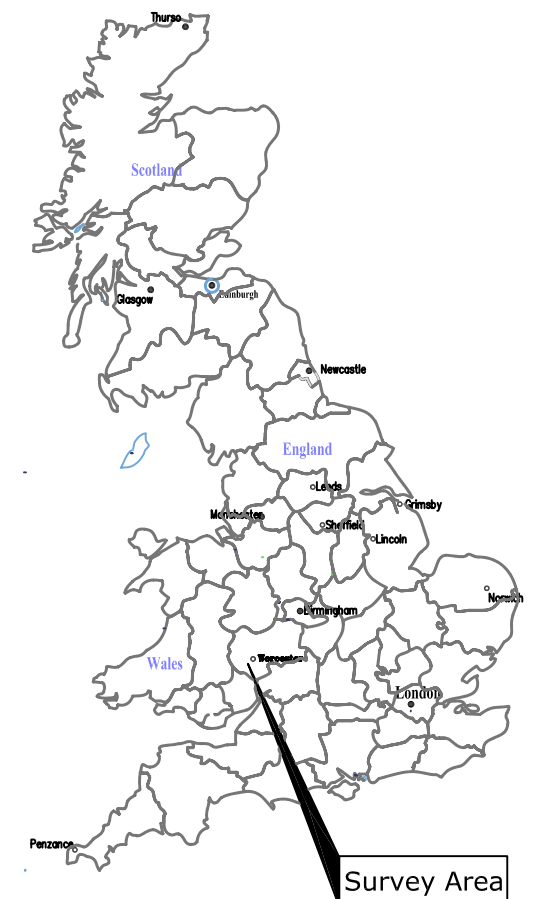 Thurso
Scotland
Edinburgh
Glasgow
Newcastle
England
Leeds
Grimsby
Manchester
Sheffield
Lincoln
Norwich
Birmingham
Worcester
Wales
London
Penzance
Survey Area